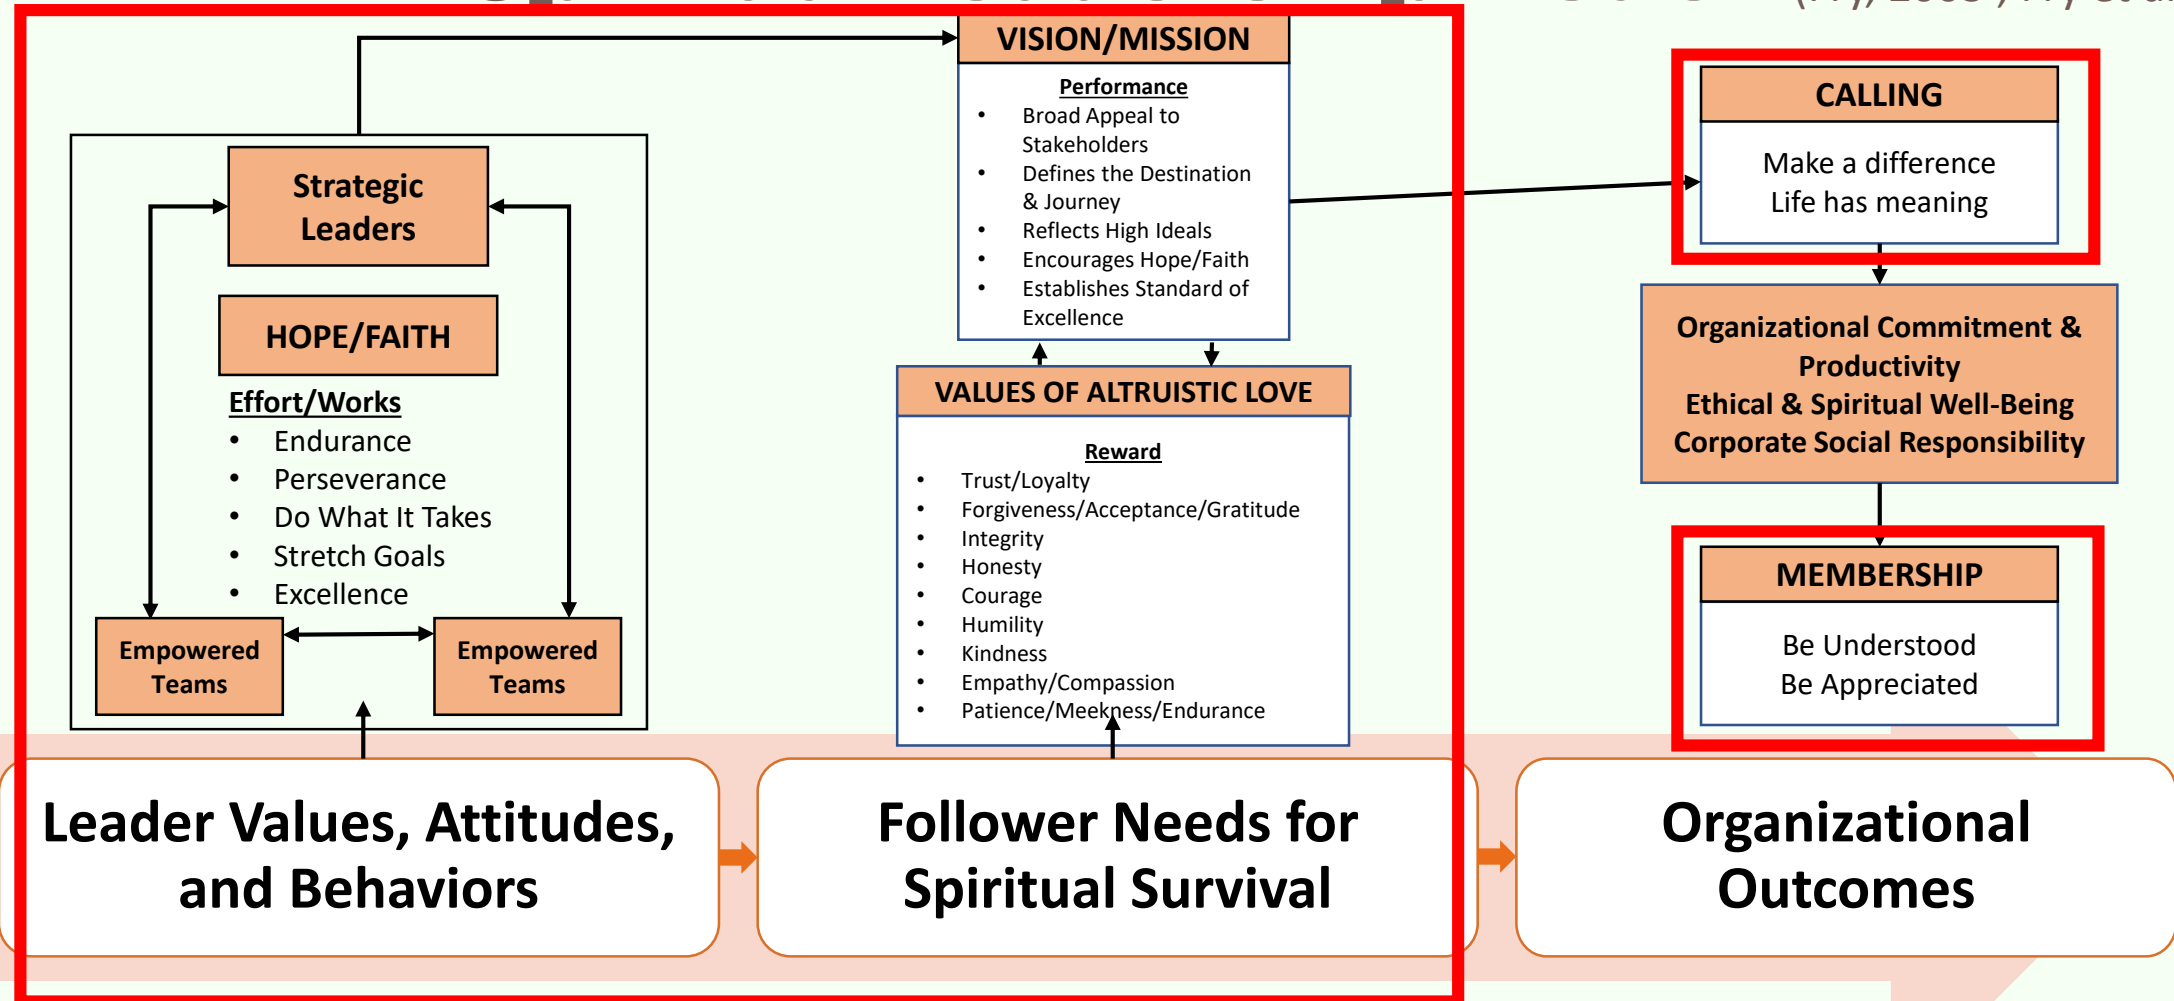 VISION/MISSION
Performance
• Broad Appeal to
Stakeholders
• Defines the Destination
& Journey
• Reflects High Ideals
• Encourages Hope/Faith
• Establishes Standard of
Excellence
CALLING
Make a difference
Life has meaning
Strategic
Leaders
HOPE/FAITH
Effort/Works
• Endurance
• Perseverance
• Do What It Takes
• Stretch Goals
• Excellence
Empowered
Teams
Empowered
Teams
VALUES OF ALTRUISTIC LOVE
Reward
• Trust/Loyalty
• Forgiveness/Acceptance/Gratitude
• Integrity
• Honesty
• Courage
• Humility
• Kindness
• Empathy/Compassion
• Patience/Meekness/Endurance
Organizational Commitment &
Productivity
Ethical & Spiritual Well-Being
Corporate Social Responsibility
MEMBERSHIP
Be Understood
Be Appreciated
Leader Values, Attitudes,
and Behaviors
Follower Needs for
Spiritual Survival
Organizational
Outcomes